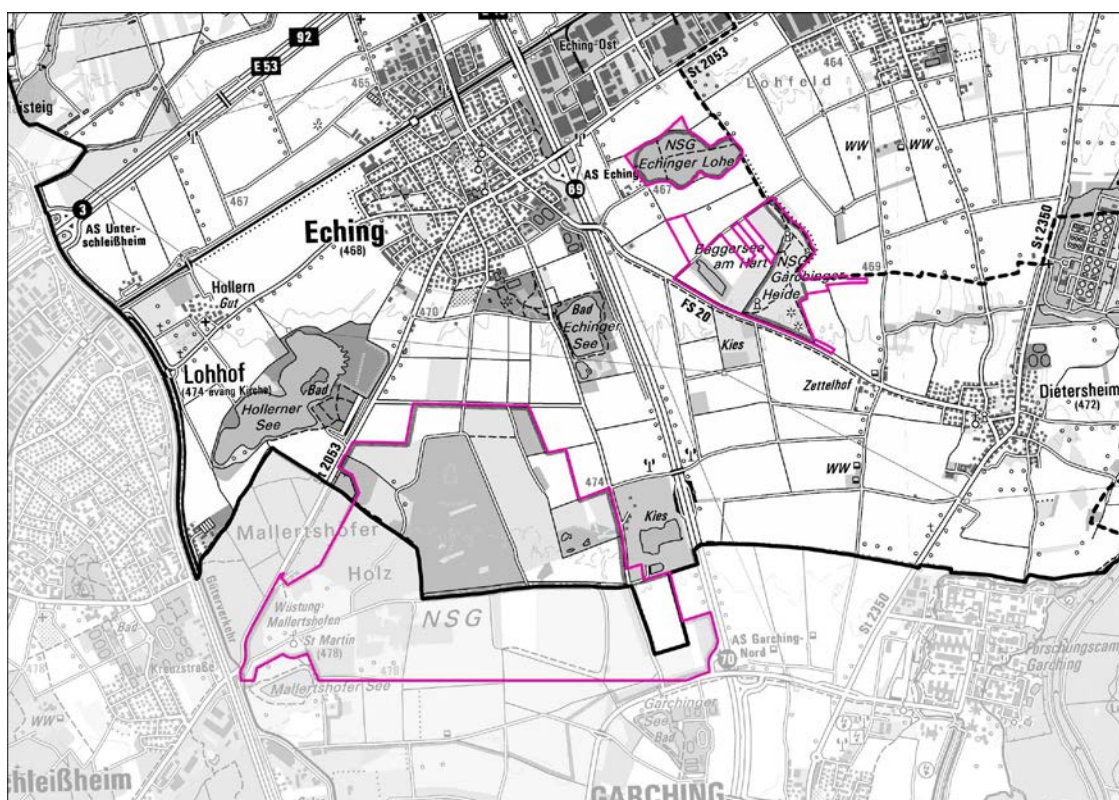 92
E 53
465
Eching-Ost
St 2053
Lohfeld
464
WW
WW
NSG
Echinger Lohe
AS Eching
69
467
3
AS Unter-
schleißheim
467
Eching
(468)
Hollern
Gut
470
Baggersee
am Hart
NSG
Garchinger
Heide
469
St 2350
FS 20
Kies
Bad
Echinger
See
Lohhof
(474 evang Kirche)
Bad
Hollerner
See
Zettelhof
Dietersheim
(472)
WW
St 2053
474
Kies
Mallertshofer
Holz
NSG
Güterverkehr
Wüstung
Mallertshofen
St Martin
(478)
Bad
Kreuzstraße
478
479
Mallertshofer See
AS Garching-
Nord
70
St 2350
Forschungscam
Garching
WW
Garchinger
See
Bad
chleißheim
GARCHING